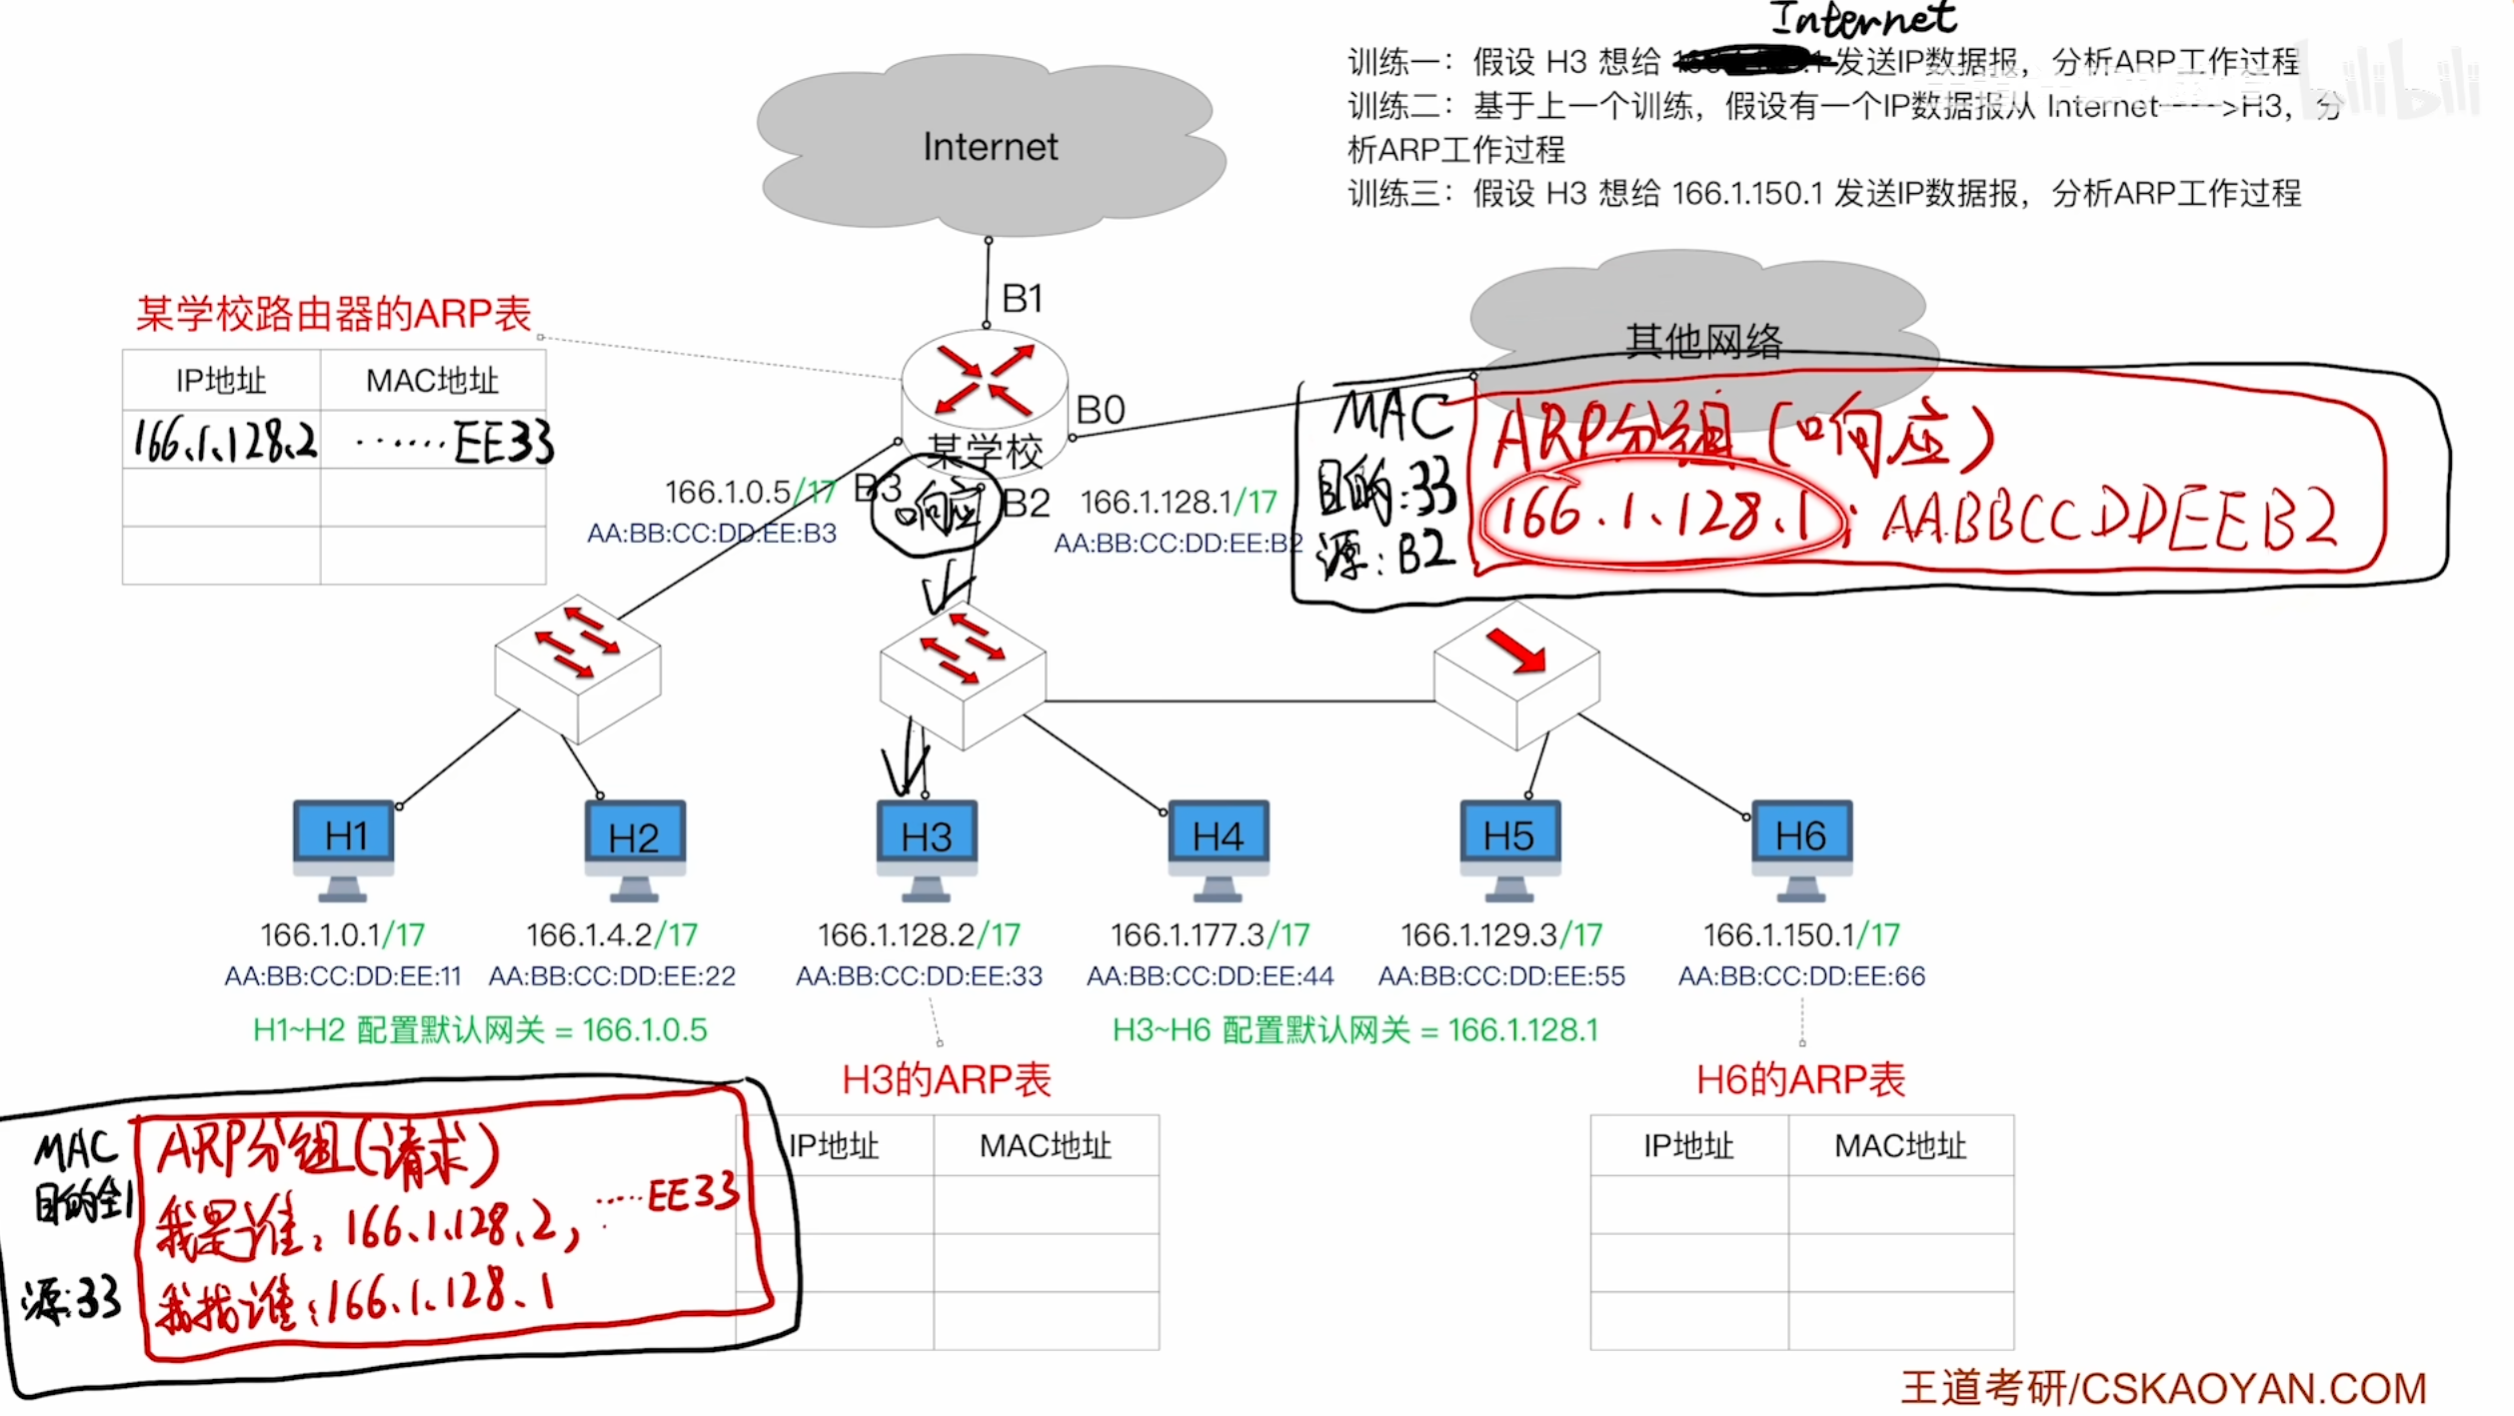 Internet
训练一：假设 H3 想给 发送IP数据报，分析ARP工作过程
训练二：基于上一个训练，假设有一个IP数据报从 Internet——>H3，分
析ARP工作过程
训练三：假设 H3 想给 166.1.150.1 发送IP数据报，分析ARP工作过程
bilibili
Internet
B1
某学校路由器的ARP表
IP地址 MAC地址
166.1.128.2 ......EE33
其他网络
B0
某学校
B3
响应
B2
166.1.0.5/17
AA:BB:CC:DD:EE:B3
166.1.128.1/17
AA:BB:CC:DD:EE:B2
MAC
目的:33
源:B2
ARP分组(响应)
166.1.128.1; AABBCCDDEEB2
H1 H2 H3 H4 H5 H6
166.1.0.1/17 166.1.4.2/17 166.1.128.2/17 166.1.177.3/17 166.1.129.3/17 166.1.150.1/17
AA:BB:CC:DD:EE:11 AA:BB:CC:DD:EE:22 AA:BB:CC:DD:EE:33 AA:BB:CC:DD:EE:44 AA:BB:CC:DD:EE:55 AA:BB:CC:DD:EE:66
H1~H2 配置默认网关 = 166.1.0.5
H3~H6 配置默认网关 = 166.1.128.1
H3的ARP表
IP地址 MAC地址
H6的ARP表
IP地址 MAC地址
MAC
目的全1
源:33
ARP分组(请求)
我是谁: 166.1.128.2, .....EE33
我找谁:166.1.128.1
王道考研/CSKAOYAN.COM